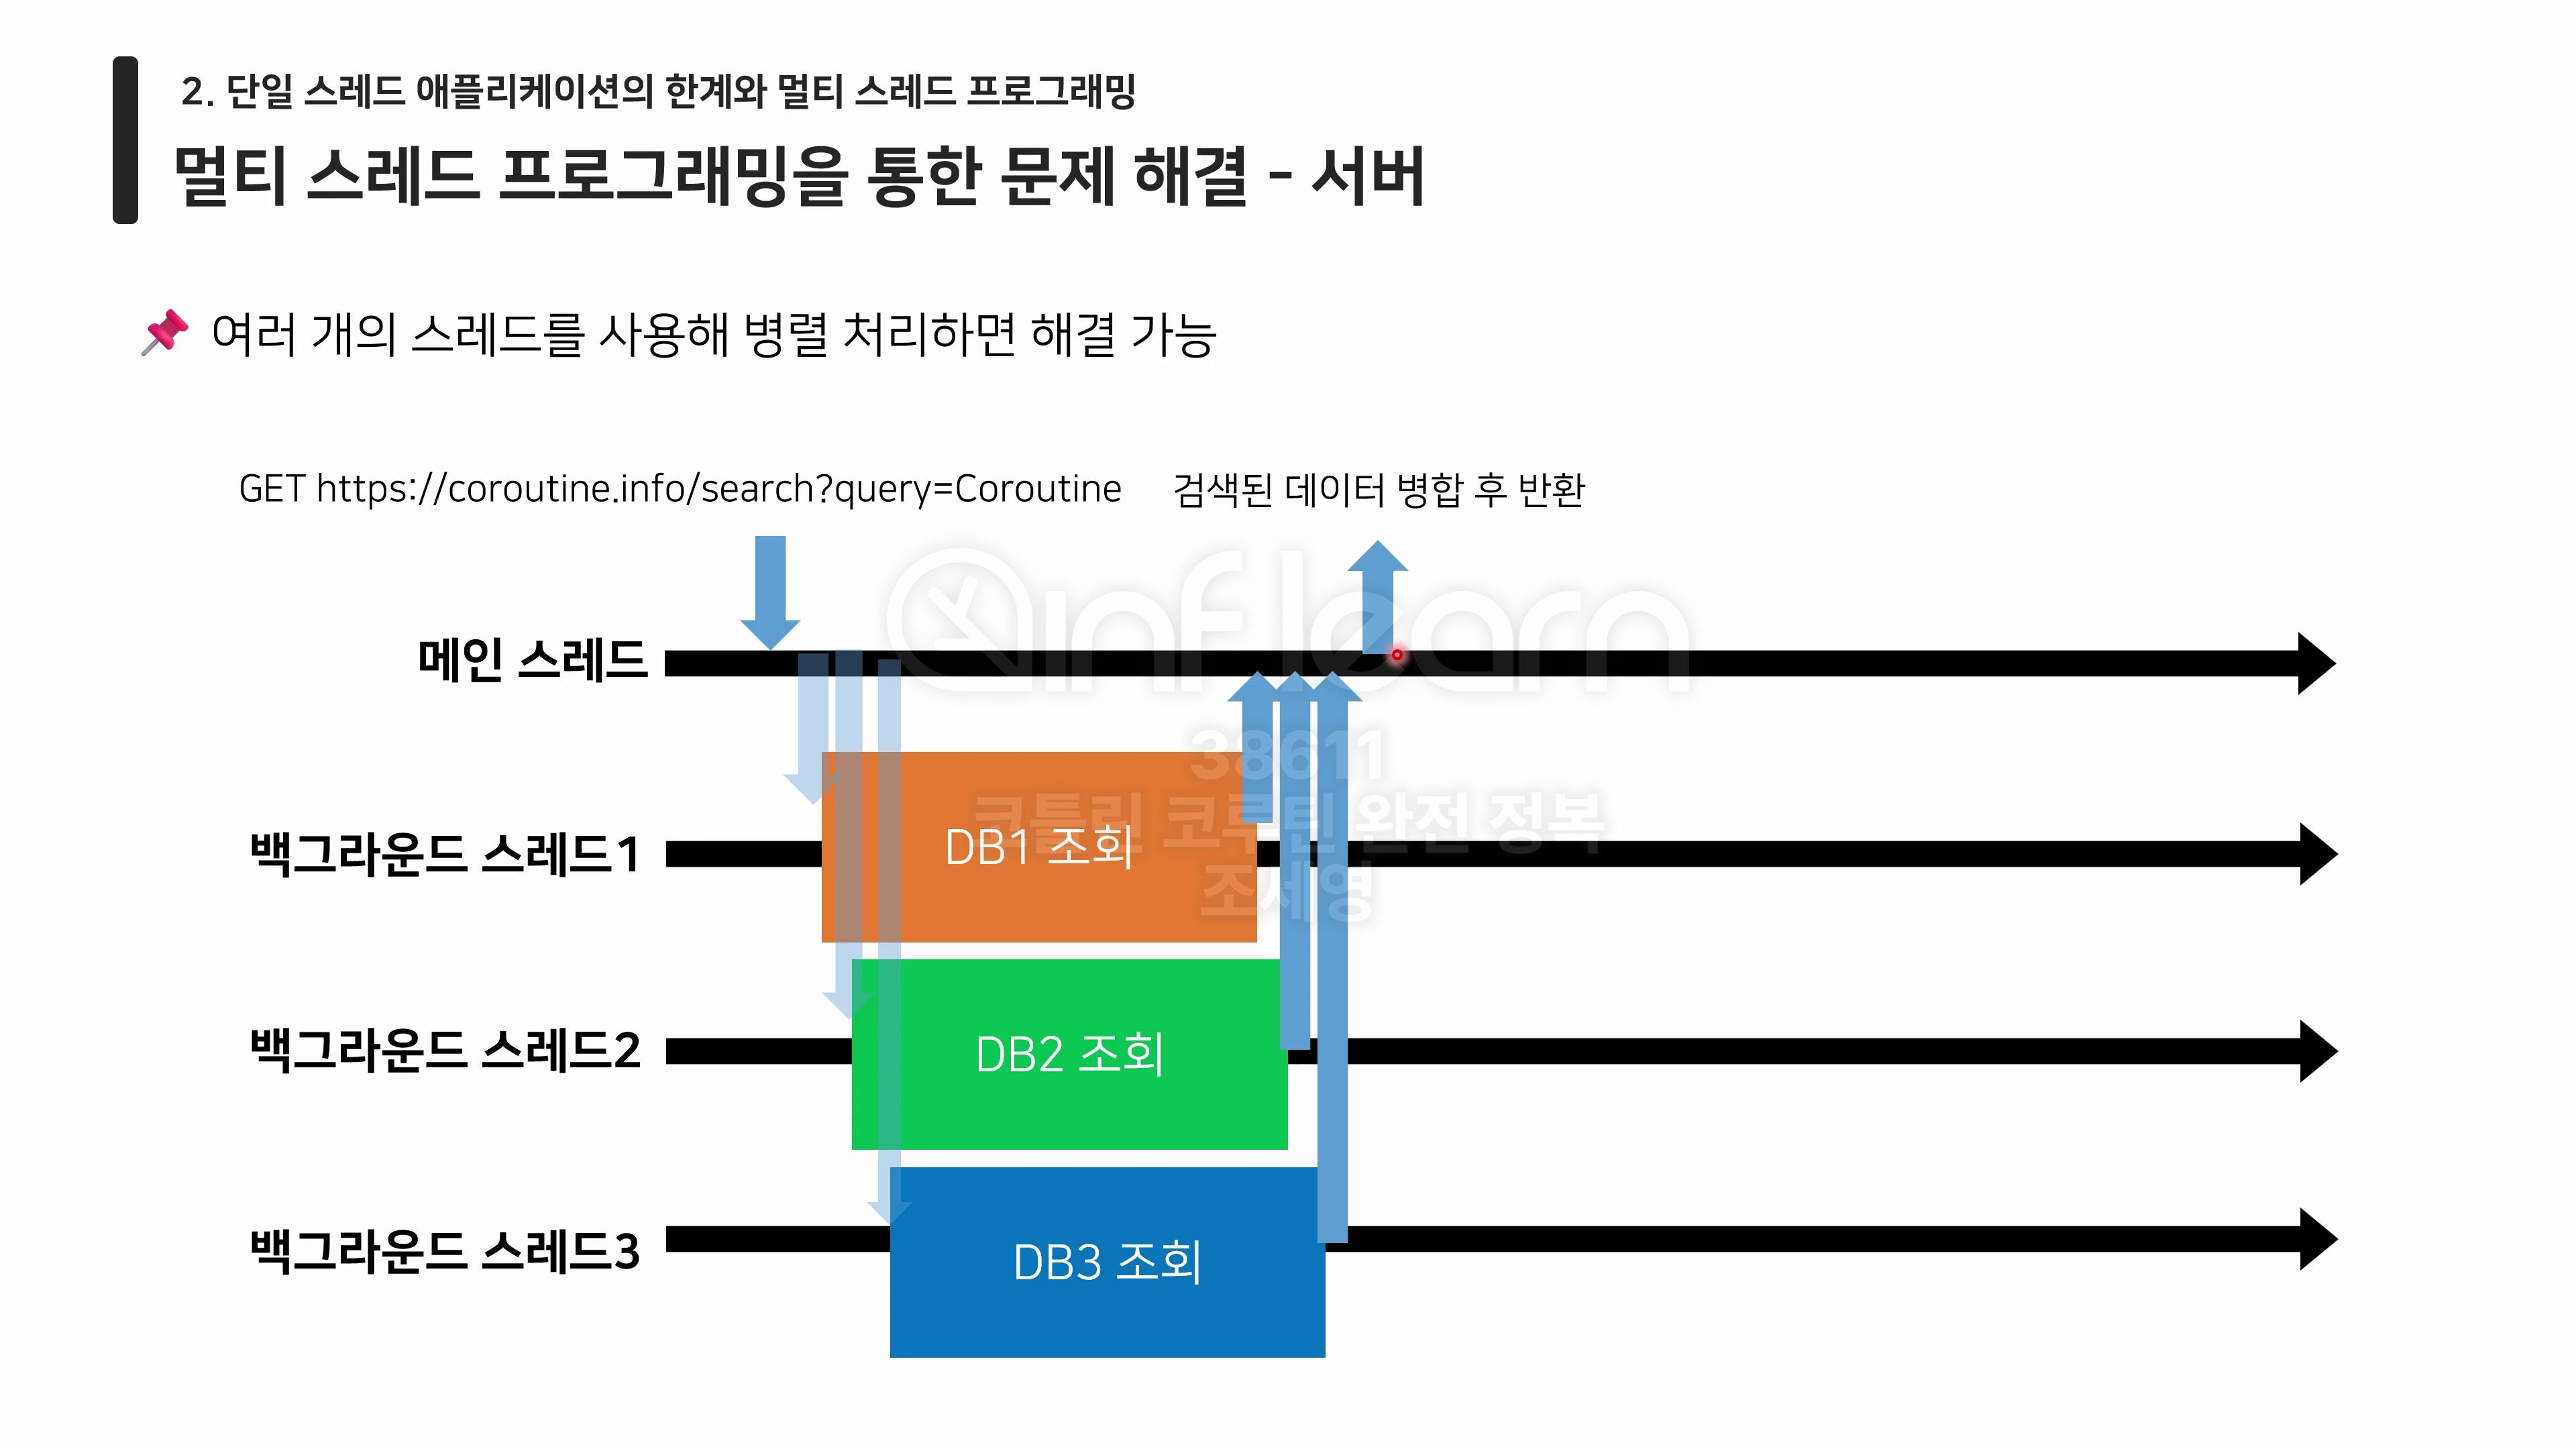 2. 단일 스레드 애플리케이션의 한계와 멀티 스레드 프로그래밍
멀티 스레드 프로그래밍을 통한 문제 해결 - 서버
📌 여러 개의 스레드를 사용해 병렬 처리하면 해결 가능
GET https://coroutine.info/search?query=Coroutine
검색된 데이터 병합 후 반환
inflearn
메인 스레드
38611
코틀린 코루틴 완전 정복
조세영
백그라운드 스레드1
DB1 조회
백그라운드 스레드2
DB2 조회
백그라운드 스레드3
DB3 조회